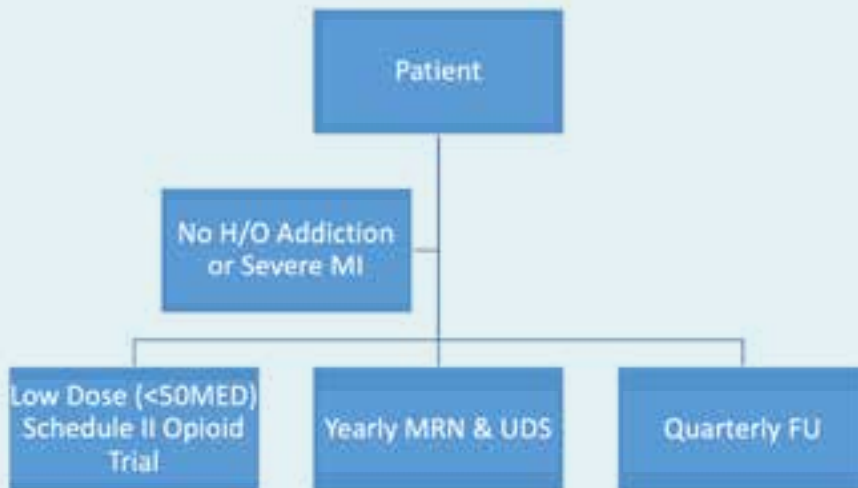 Patient
No H/O Addiction
or Severe MI
Low Dose (<50MED)
Schedule II Opioid
Trial
Yearly MRN & UDS
Quarterly FU